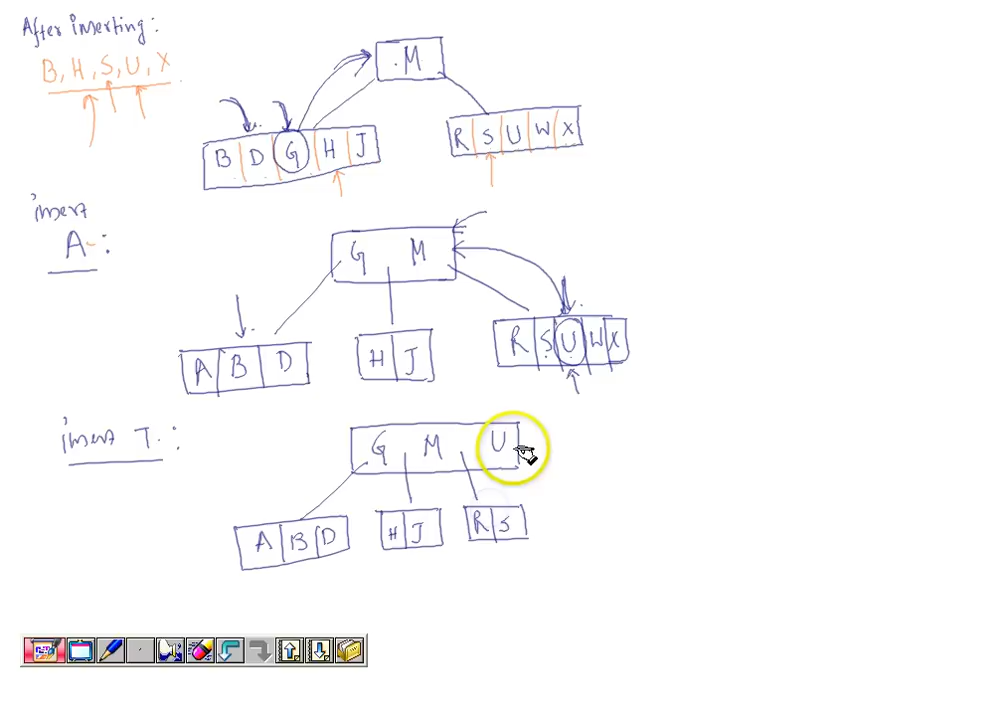 After inserting:
B, H, S, U, X
M
B D G H J
R S U W X
insert
A:
G M
A B D
H J
R S U W X
insert T:
G M U
A B D
H J
R S